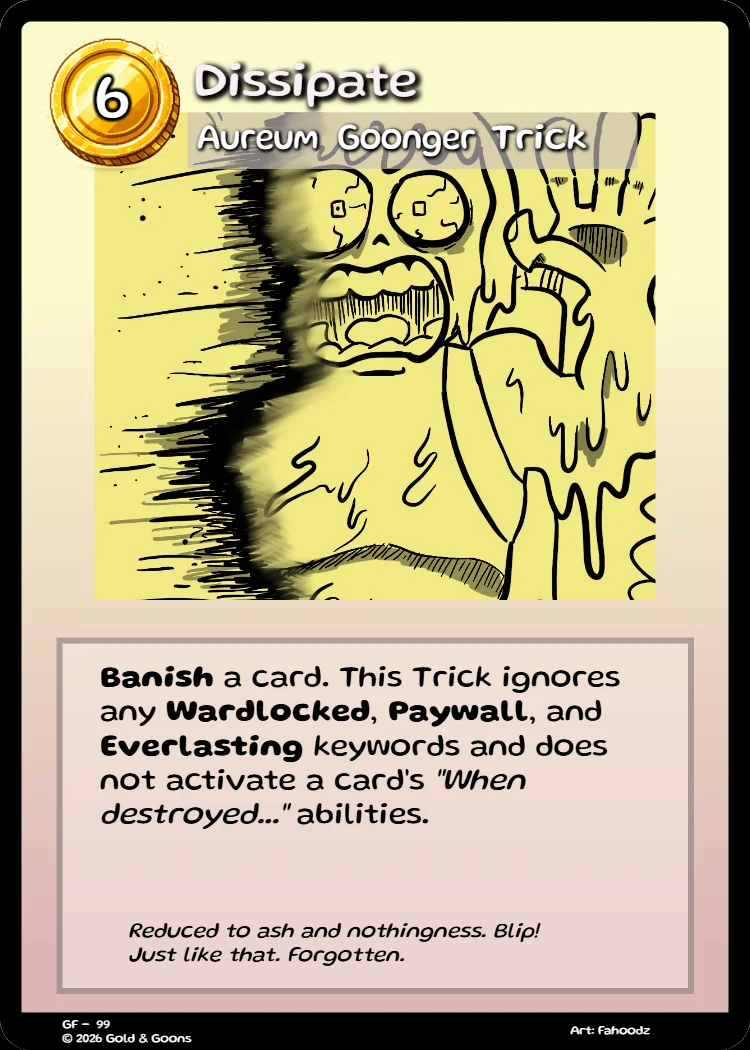 6
Dissipate
Aureum Goonger Trick
Banish a card. This Trick ignores
any Wardlocked, Paywall, and
Everlasting keywords and does
not activate a card's "When
destroyed..." abilities.
Reduced to ash and nothingness. Blip!
Just like that. Forgotten.
GF - 99
© 2026 Gold & Goons
Art: Fahoodz